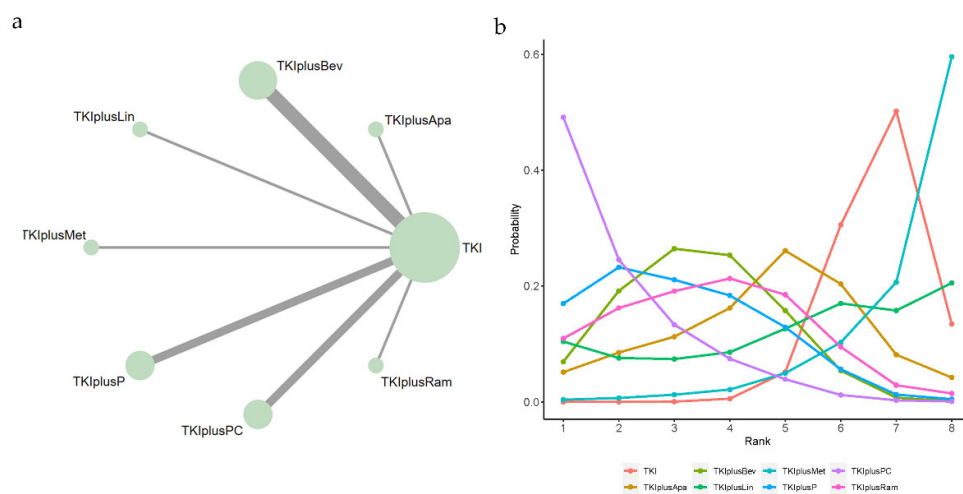 a
TKIplusBev
TKIplusLin
TKIplusApa
TKIplusMet
TKI
TKIplusP
TKIplusRam
TKIplusPC
b
Probability
0.6
0.4
0.2
0.0
1 2 3 4 5 6 7 8
Rank
TKI TKIplusBev TKIplusMet TKIplusPC
TKIplusApa TKIplusLin TKIplusP TKIplusRam